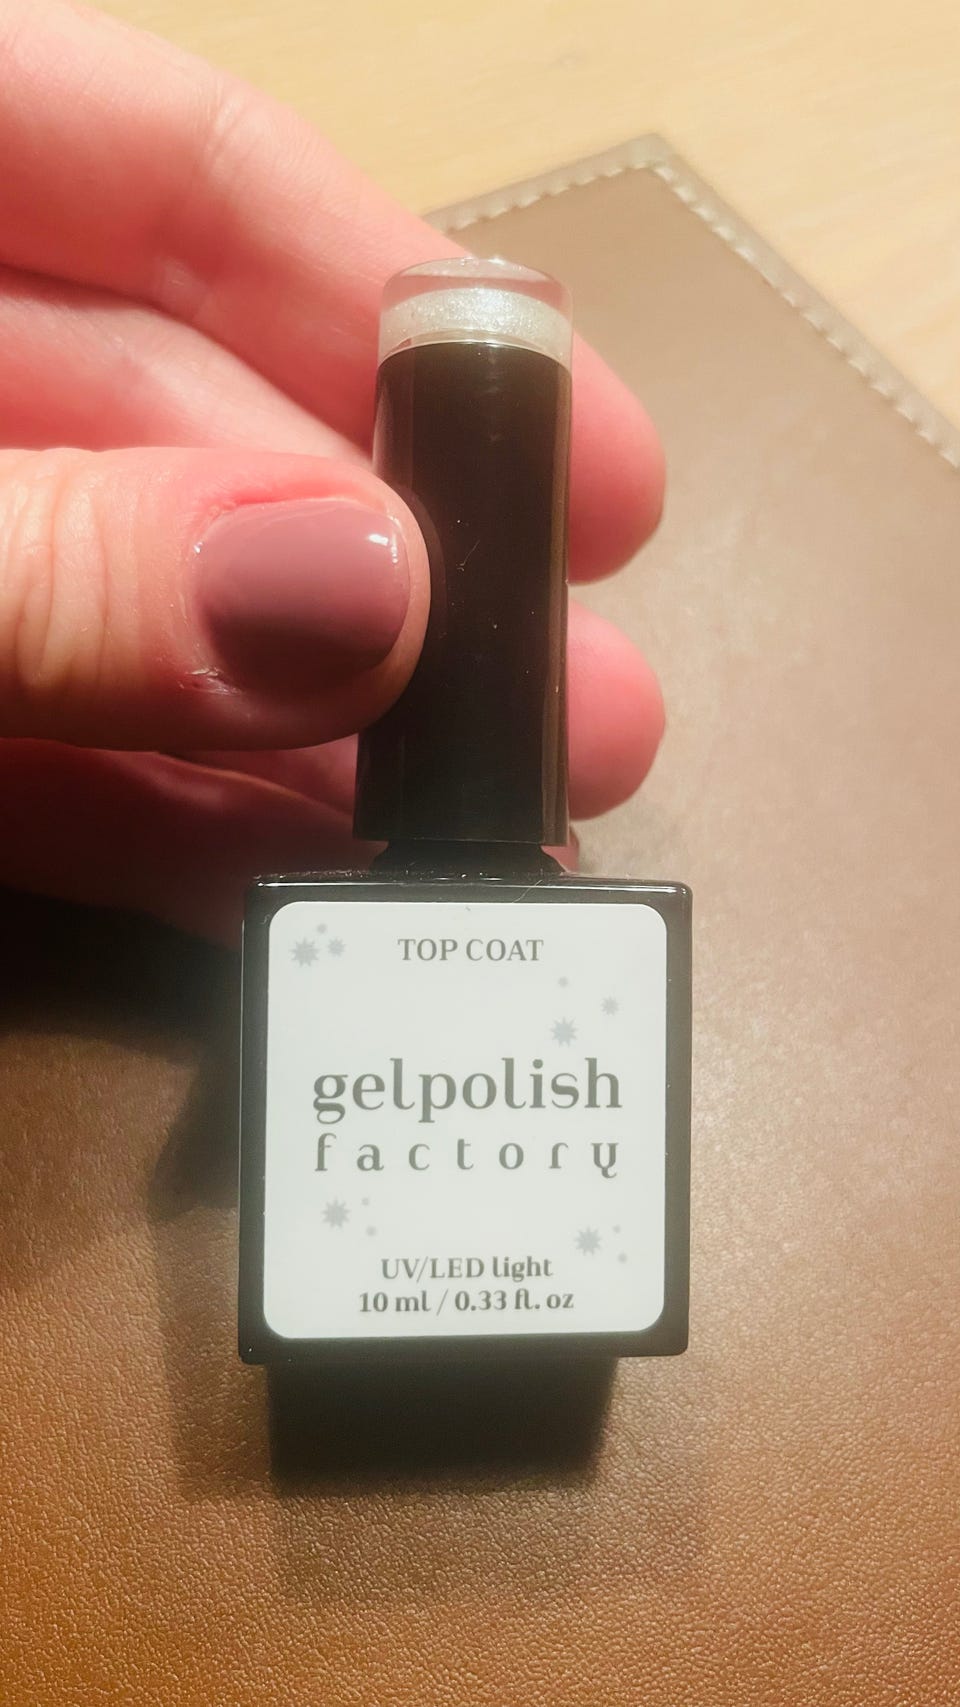 TOP COAT
gelpolish
factory
UV/LED light
10 ml / 0.33 fl. oz